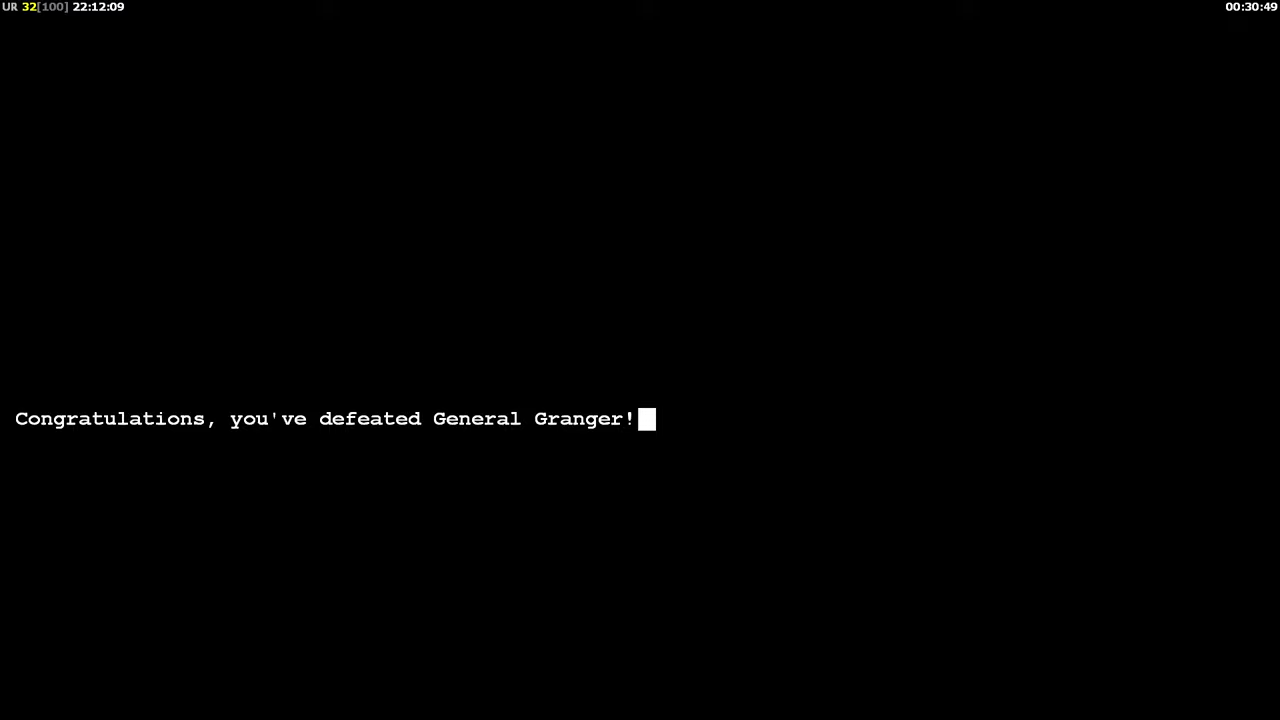 UR 32[100] 22:12:09 00:30:49
Congratulations, you've defeated General Granger!